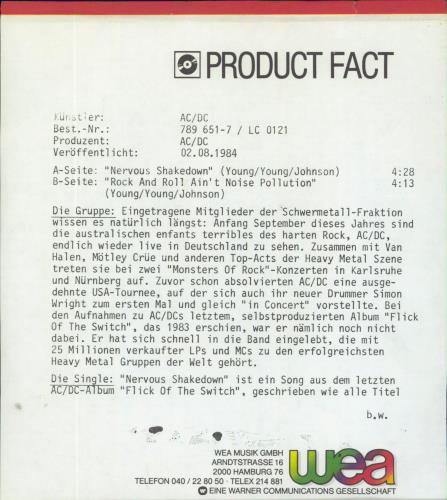 PRODUCT FACT
Künstler: AC/DC
Best.-Nr.: 789 651-7 / LC 0121
Produzent: AC/DC
Veröffentlicht: 02.08.1984
A-Seite: "Nervous Shakedown" (Young/Young/Johnson) 4:28
B-Seite: "Rock And Roll Ain't Noise Pollution" 4:13
(Young/Young/Johnson)
Die Gruppe: Eingetragene Mitglieder der Schwermetall-Fraktion
wissen es natürlich längst: Anfang September dieses Jahres sind
die australischen enfants terribles des harten Rock, AC/DC,
endlich wieder live in Deutschland zu sehen. Zusammen mit Van
Halen, Mötley Crüe und anderen Top-Acts der Heavy Metal Szene
treten sie bei zwei "Monsters Of Rock"-Konzerten in Karlsruhe
und Nürnberg auf. Zuvor schon absolvierten AC/DC eine ausge-
dehnte USA-Tournee, auf der sich auch ihr neuer Drummer Simon
Wright zum ersten Mal und gleich "in Concert" vorstellte. Bei
den Aufnahmen zu AC/DCs letztem, selbstproduzierten Album "Flick
Of The Switch", das 1983 erschien, war er nämlich noch nicht
dabei. Er hat sich schnell in die Band eingelebt, die mit
25 Millionen verkaufter LPs und MCs zu den erfolgreichsten
Heavy Metal Gruppen der Welt gehört.
Die Single: "Nervous Shakedown" ist ein Song aus dem letzten
AC/DC-Album "Flick Of The Switch", geschrieben wie alle Titel
b.w.
WEA MUSIK GMBH
ARNDTSTRASSE 16
2000 HAMBURG 76
TELEFON 040 / 22 80 50 · TELEX 214 881
EINE WARNER COMMUNICATIONS GESELLSCHAFT
wea